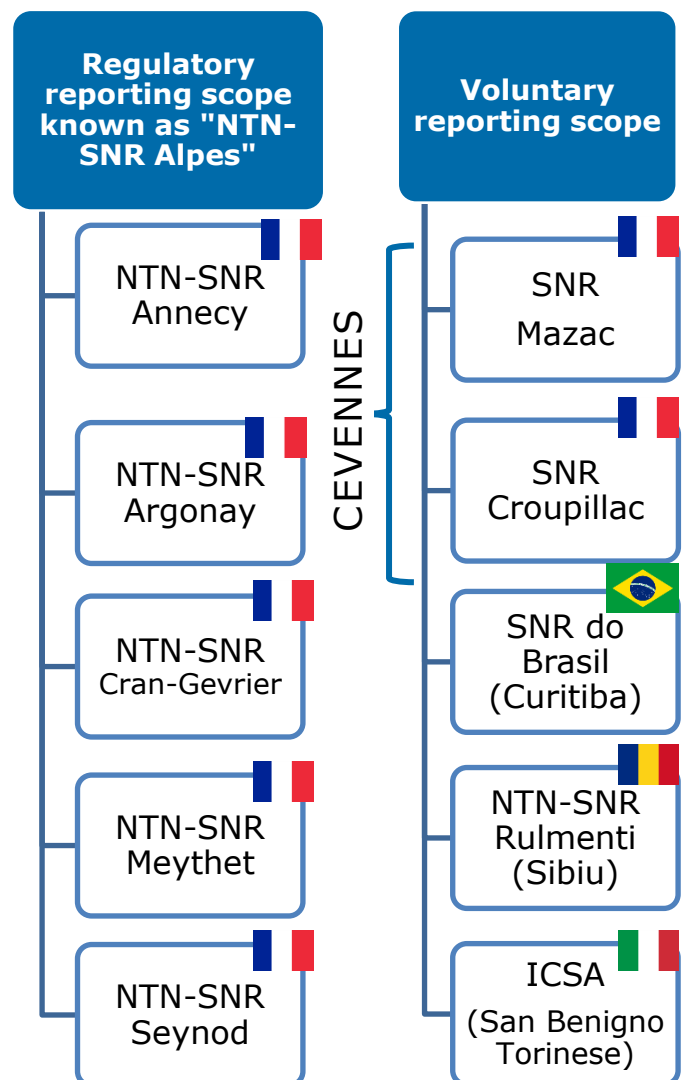 Regulatory
reporting scope
known as "NTN-
SNR Alpes"
NTN-SNR
Annecy
NTN-SNR
Argonay
NTN-SNR
Cran-Gevrier
NTN-SNR
Meythet
NTN-SNR
Seynod
Voluntary
reporting scope
CEVENNES
SNR
Mazac
SNR
Croupillac
SNR do
Brasil
(Curitiba)
NTN-SNR
Rulmenti
(Sibiu)
ICSA
(San Benigno
Torinese)